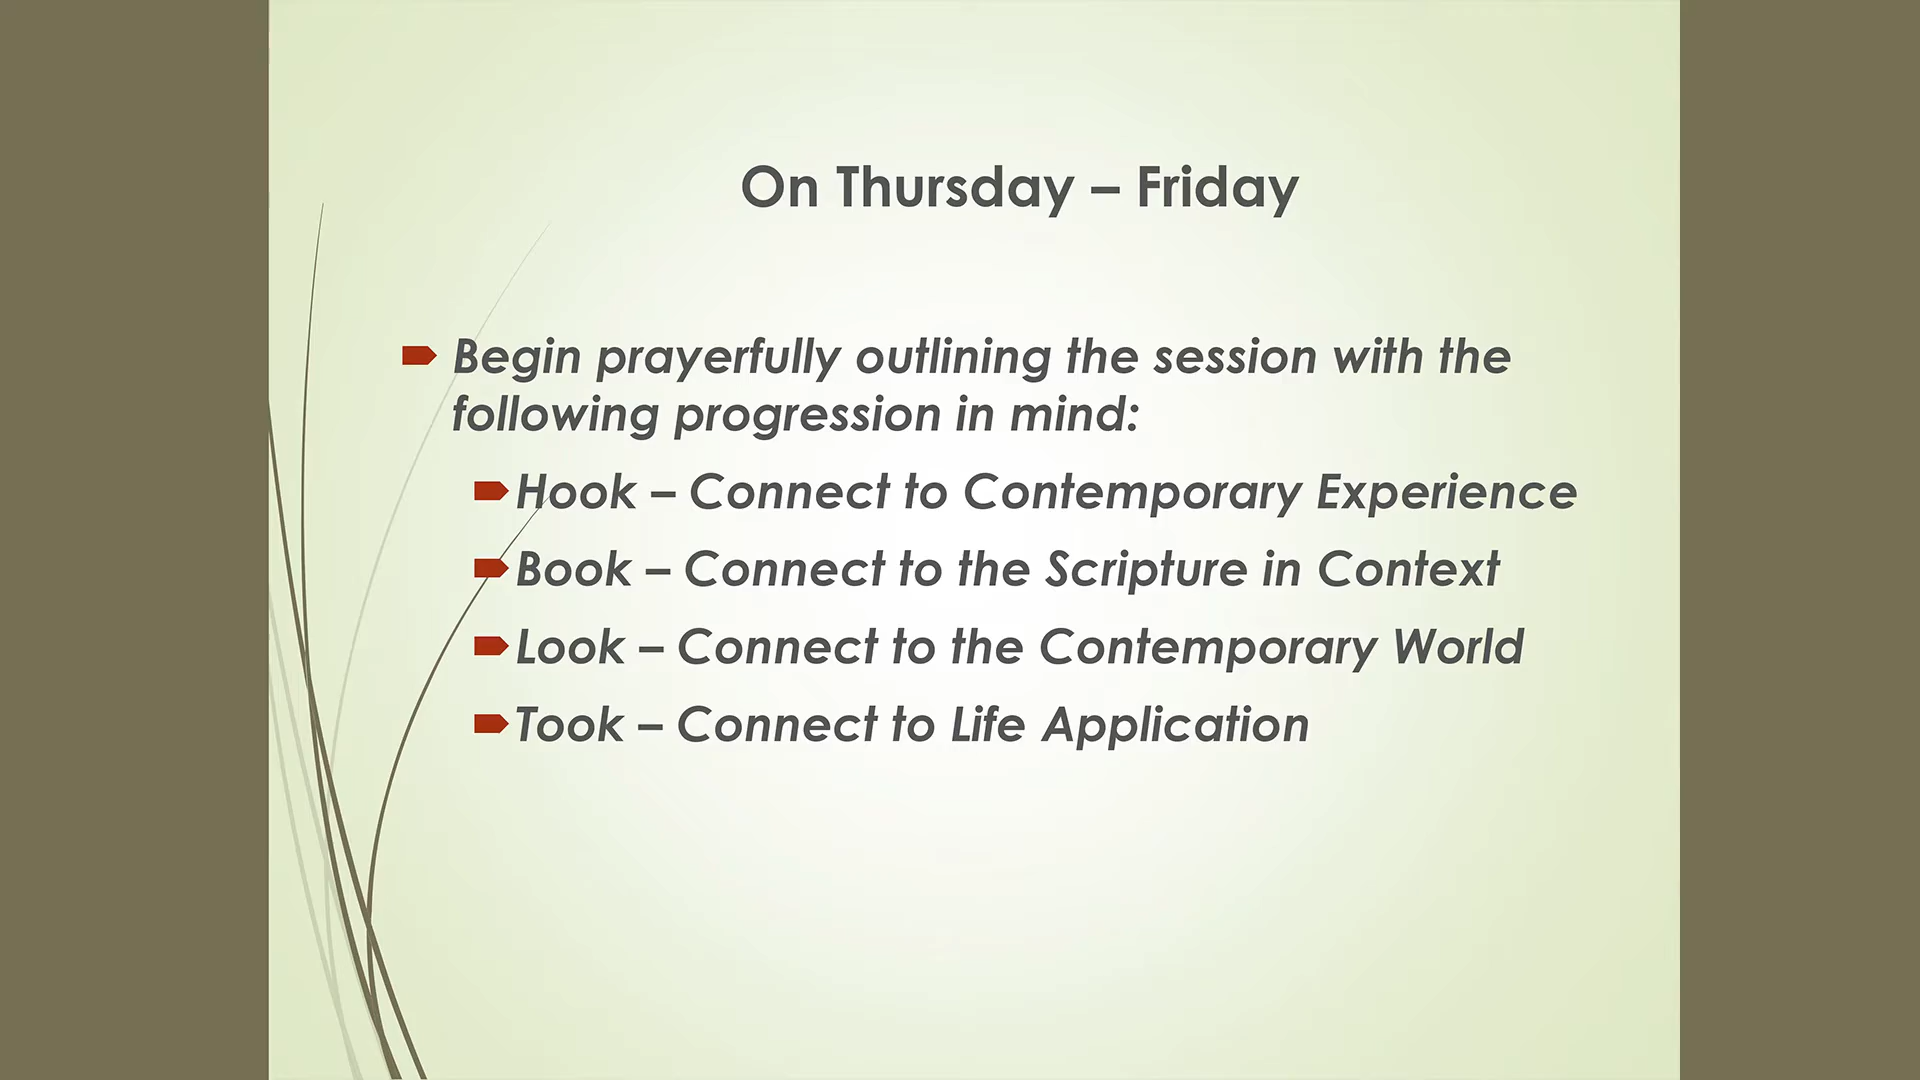 On Thursday – Friday
Begin prayerfully outlining the session with the
following progression in mind:
Hook – Connect to Contemporary Experience
Book – Connect to the Scripture in Context
Look – Connect to the Contemporary World
Took – Connect to Life Application